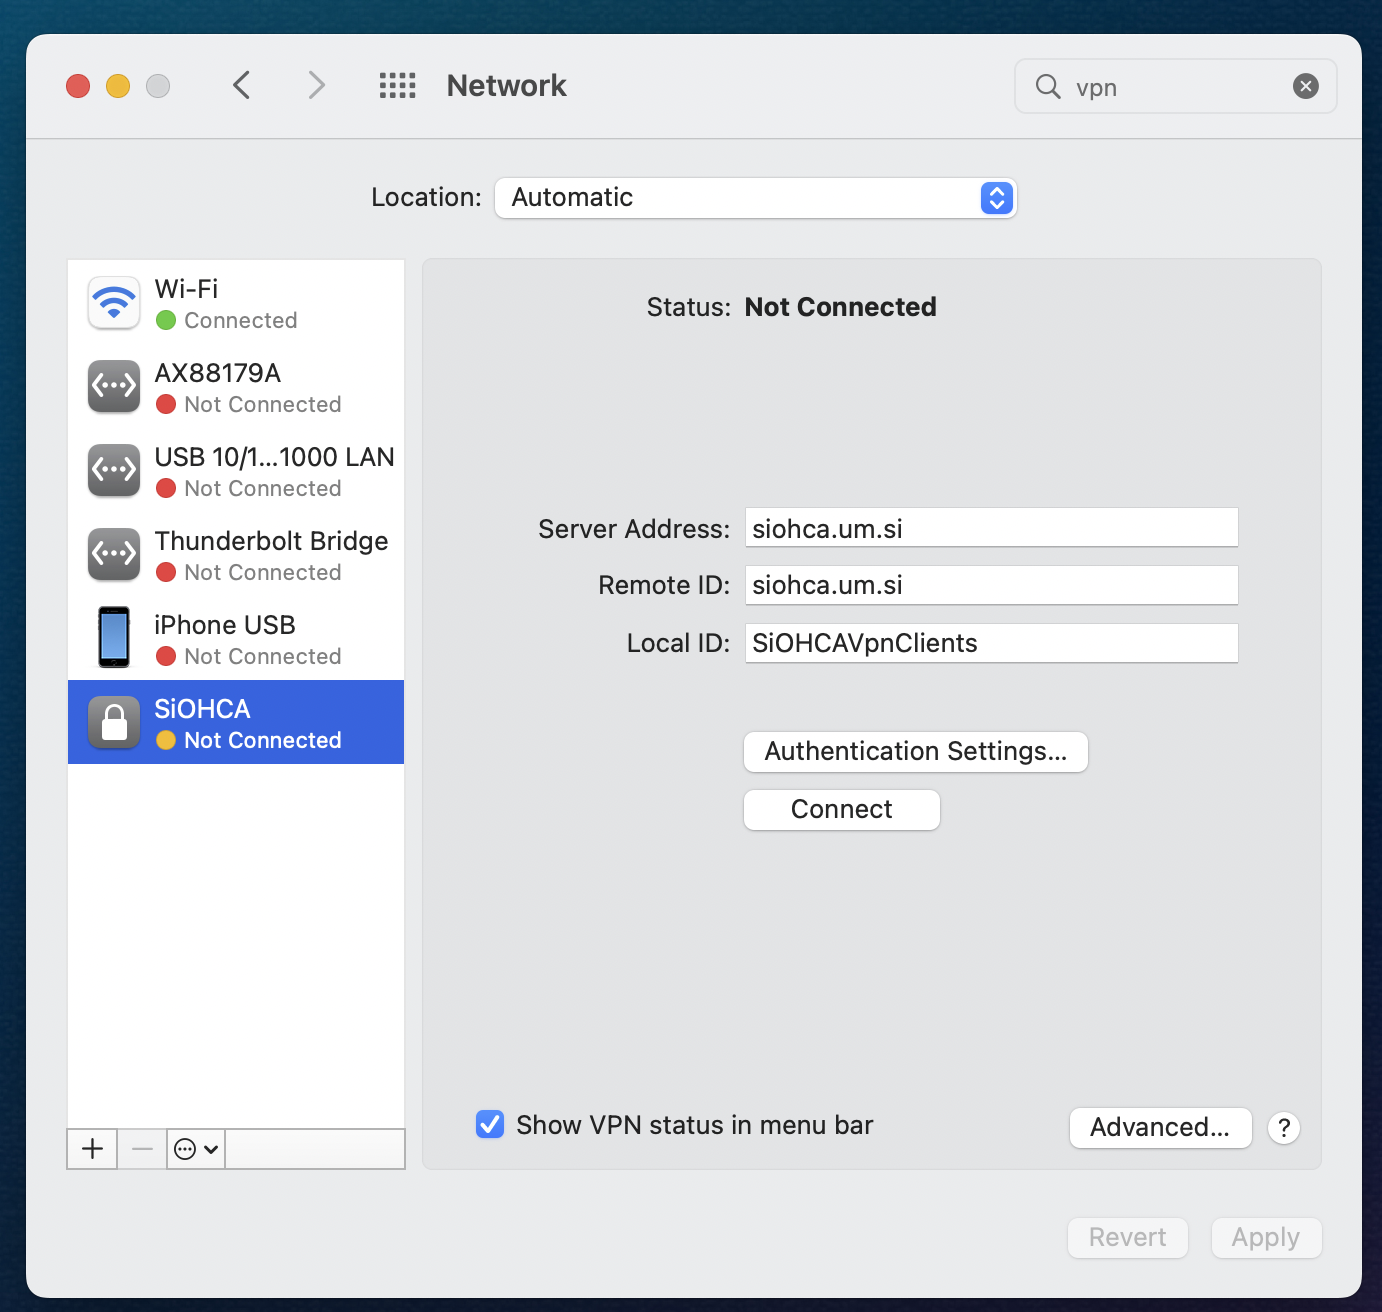 Network
vpn
Location: Automatic
Wi-Fi
Connected
AX88179A
Not Connected
USB 10/1...1000 LAN
Not Connected
Thunderbolt Bridge
Not Connected
iPhone USB
Not Connected
SiOHCA
Not Connected
Status: Not Connected
Server Address: siohca.um.si
Remote ID: siohca.um.si
Local ID: SiOHCAVpnClients
Authentication Settings...
Connect
Show VPN status in menu bar
Advanced... ?
Revert Apply